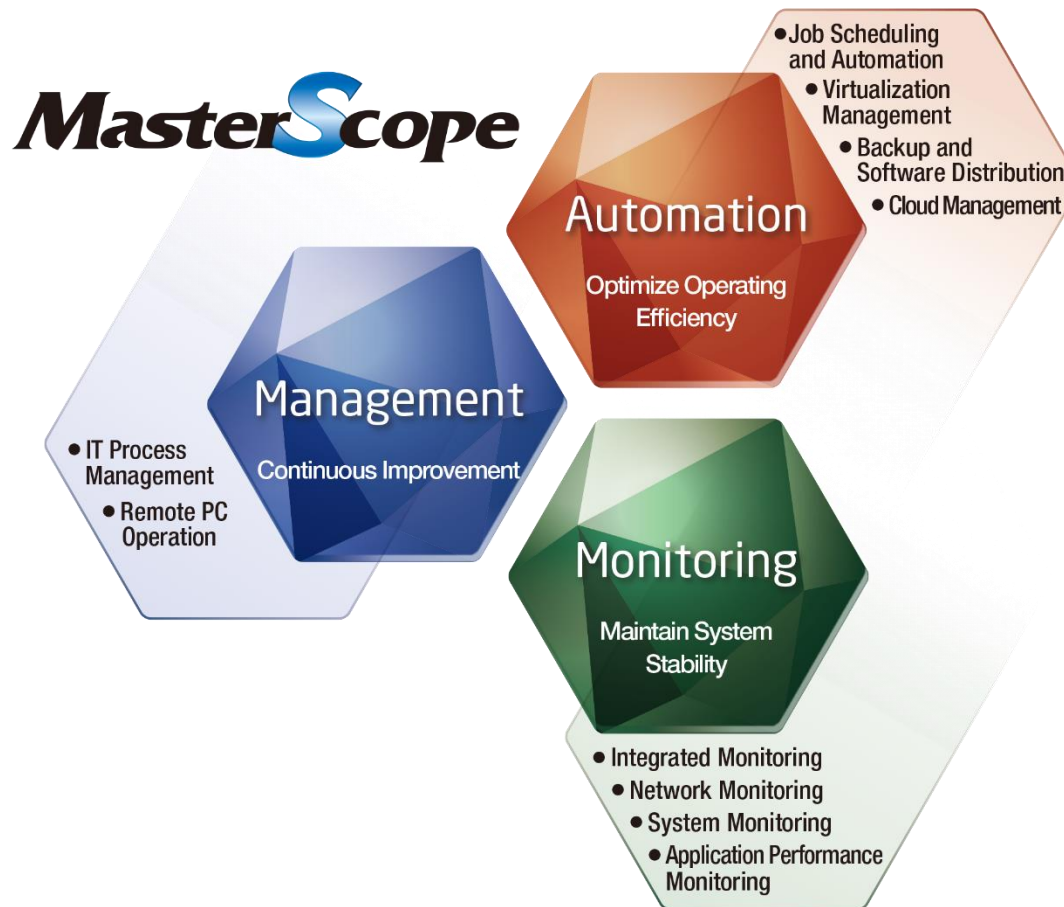 MasterScope
Automation
Optimize Operating
Efficiency
• Job Scheduling
and Automation
• Virtualization
Management
• Backup and
Software Distribution
• Cloud Management
Management
Continuous Improvement
• IT Process
Management
• Remote PC
Operation
Monitoring
Maintain System
Stability
• Integrated Monitoring
• Network Monitoring
• System Monitoring
• Application Performance
Monitoring